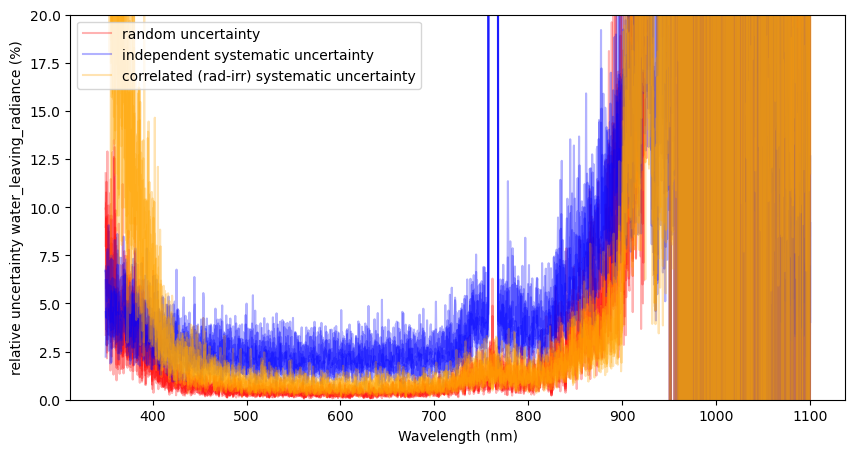 random uncertainty
independent systematic uncertainty
correlated (rad-irr) systematic uncertainty
relative uncertainty water_leaving_radiance (%)
20.0
17.5
15.0
12.5
10.0
7.5
5.0
2.5
0.0
400 500 600 700 800 900 1000 1100
Wavelength (nm)